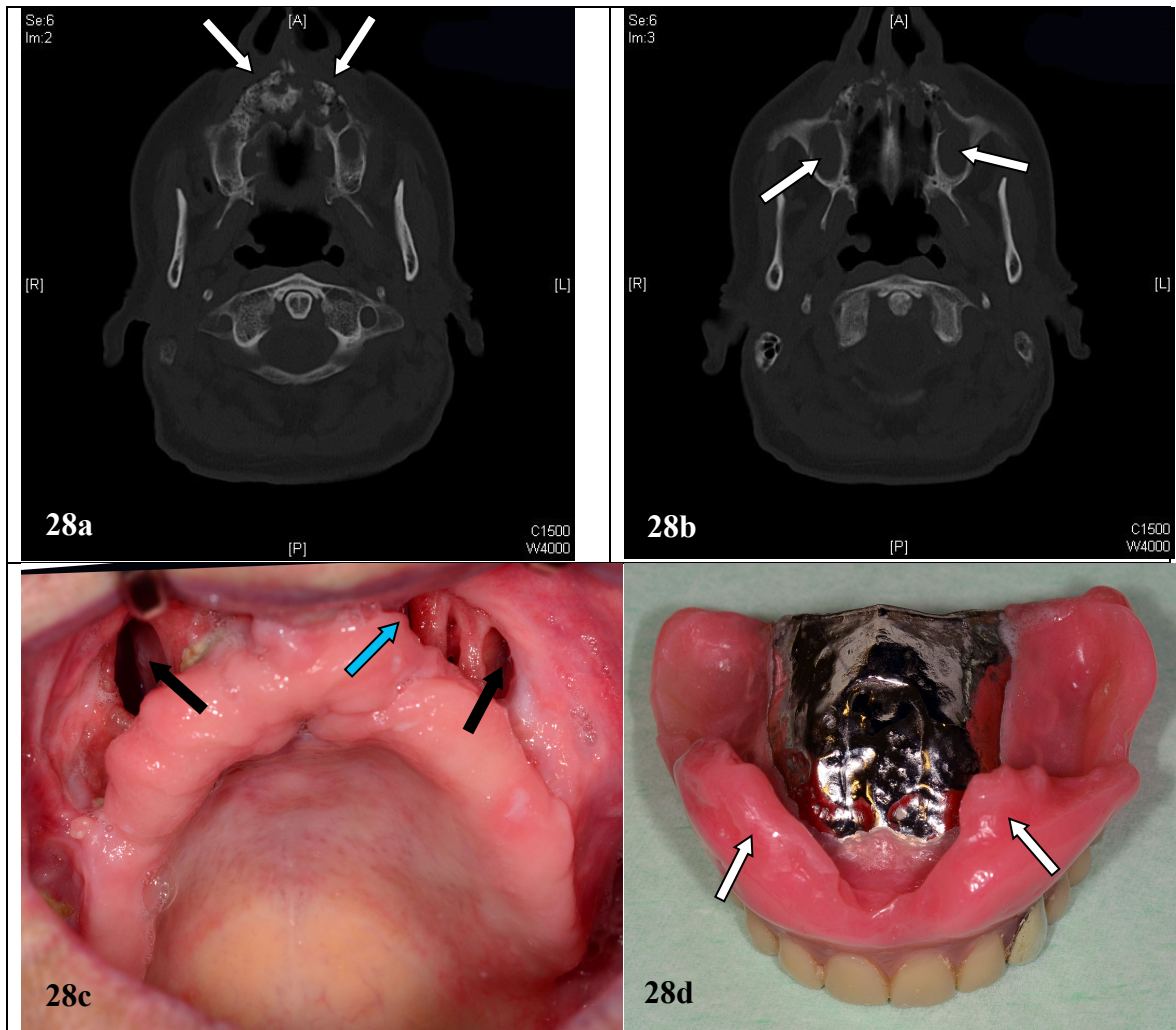 Se:6
Im:2
[A]
[R]
[L]
28a
[P]
C1500
W4000
Se:6
Im:3
[A]
[R]
[L]
28b
[P]
C1500
W4000
28c
28d